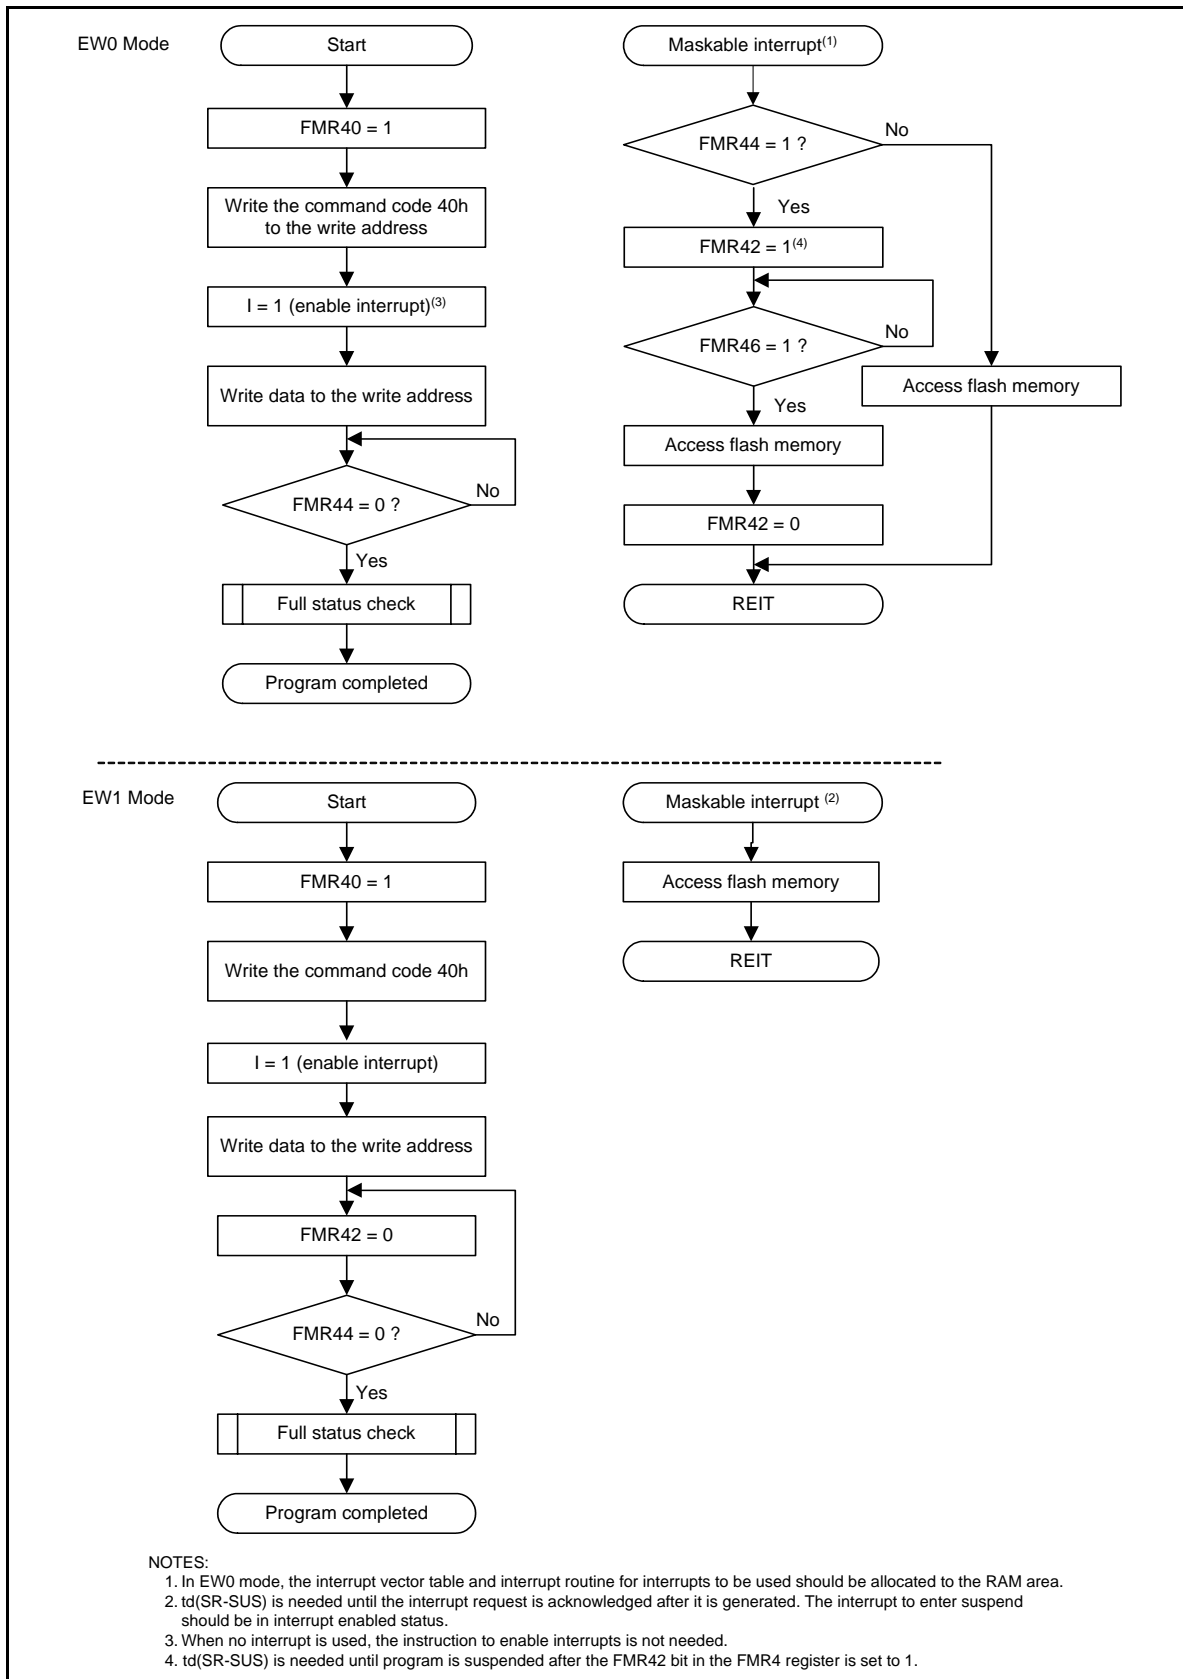 EW0 Mode
Start
FMR40 = 1
Write the command code 40h
to the write address
I = 1 (enable interrupt)(3)
Write data to the write address
FMR44 = 0 ?
No
Yes
Full status check
Program completed
Maskable interrupt(1)
FMR44 = 1 ?
No
Yes
FMR42 = 1(4)
FMR46 = 1 ?
No
Yes
Access flash memory
Access flash memory
FMR42 = 0
REIT
EW1 Mode
Start
FMR40 = 1
Write the command code 40h
I = 1 (enable interrupt)
Write data to the write address
FMR42 = 0
FMR44 = 0 ?
No
Yes
Full status check
Program completed
Maskable interrupt (2)
Access flash memory
REIT
NOTES:
1. In EW0 mode, the interrupt vector table and interrupt routine for interrupts to be used should be allocated to the RAM area.
2. td(SR-SUS) is needed until the interrupt request is acknowledged after it is generated. The interrupt to enter suspend
should be in interrupt enabled status.
3. When no interrupt is used, the instruction to enable interrupts is not needed.
4. td(SR-SUS) is needed until program is suspended after the FMR42 bit in the FMR4 register is set to 1.